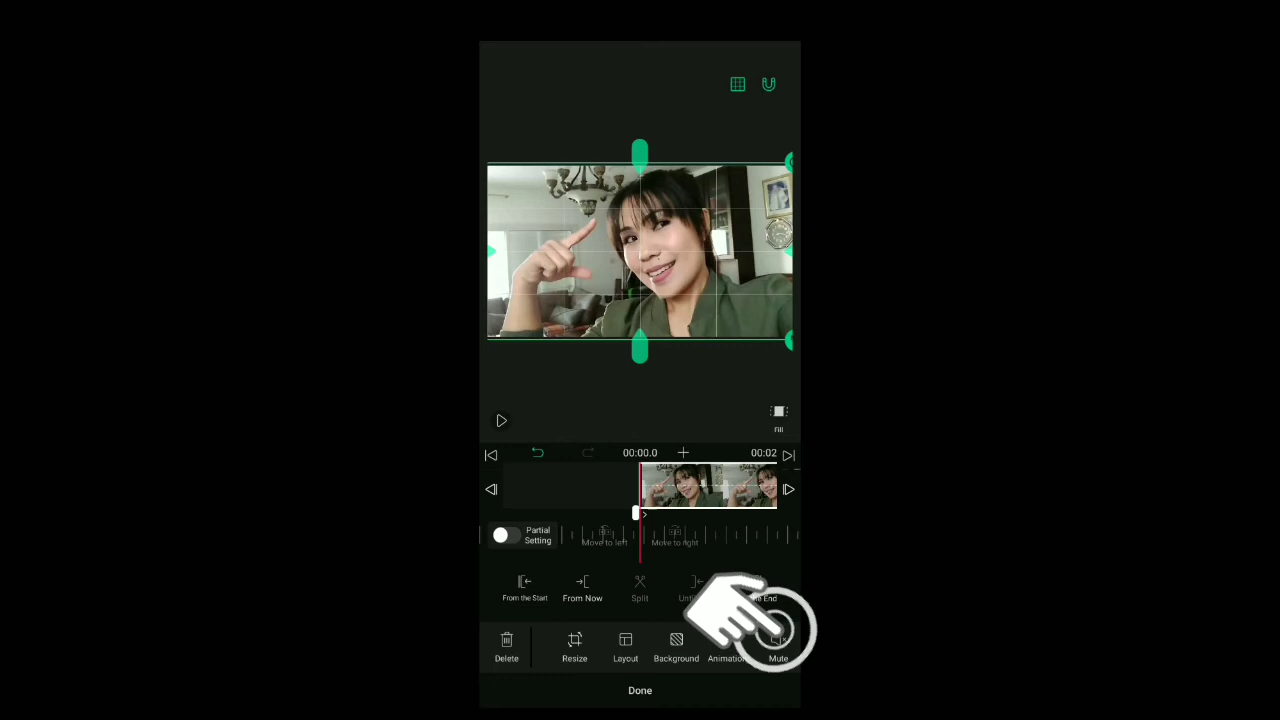 Fill
00:00.0
00:02
Partial
Setting
Move to left
Move to right
From the Start
From Now
Split
End
Delete
Resize
Layout
Background
Animation
Mute
Done